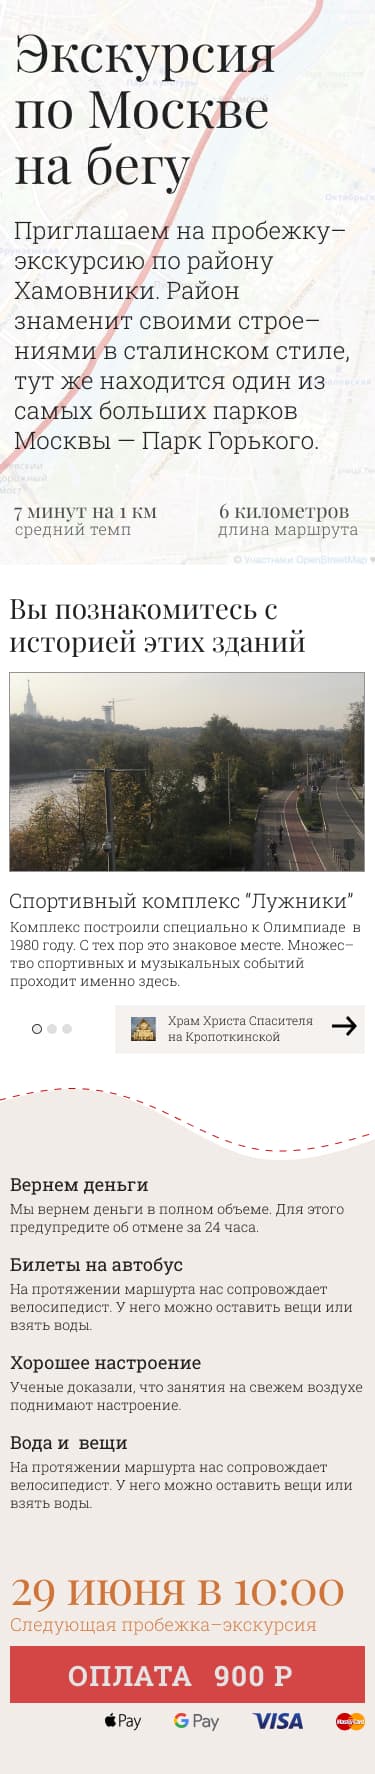 Экскурсия
по Москве
на бегу
Приглашаем на пробежку–
экскурсию по району
Хамовники. Район
знаменит своими строе–
ниями в сталинском стиле,
тут же находится один из
самых больших парков
Москвы — Парк Горького.
7 минут на 1 км
средний темп
6 километров
длина маршрута
© Участники OpenStreetMap
Вы познакомитесь с
историей этих зданий
Спортивный комплекс “Лужники”
Комплекс построили специально к Олимпиаде в
1980 году. С тех пор это знаковое месте. Множес–
тво спортивных и музыкальных событий
проходит именно здесь.
Храм Христа Спасителя
на Кропоткинской
Вернем деньги
Мы вернем деньги в полном объеме. Для этого
предупредите об отмене за 24 часа.
Билеты на автобус
На протяжении маршрута нас сопровождает
велосипедист. У него можно оставить вещи или
взять воды.
Хорошее настроение
Ученые доказали, что занятия на свежем воздухе
поднимают настроение.
Вода и вещи
На протяжении маршрута нас сопровождает
велосипедист. У него можно оставить вещи или
взять воды.
29 июня в 10:00
Следующая пробежка–экскурсия
ОПЛАТА 900 Р
Pay
G Pay
VISA
MasterCard